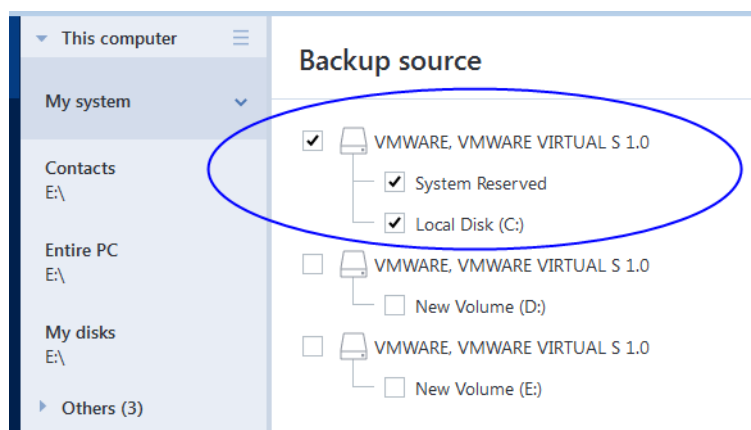 This computer
My system
Contacts
E:\
Entire PC
E:\
My disks
E:\
Others (3)
Backup source
VMWARE, VMWARE VIRTUAL S 1.0
System Reserved
Local Disk (C:)
VMWARE, VMWARE VIRTUAL S 1.0
New Volume (D:)
VMWARE, VMWARE VIRTUAL S 1.0
New Volume (E:)